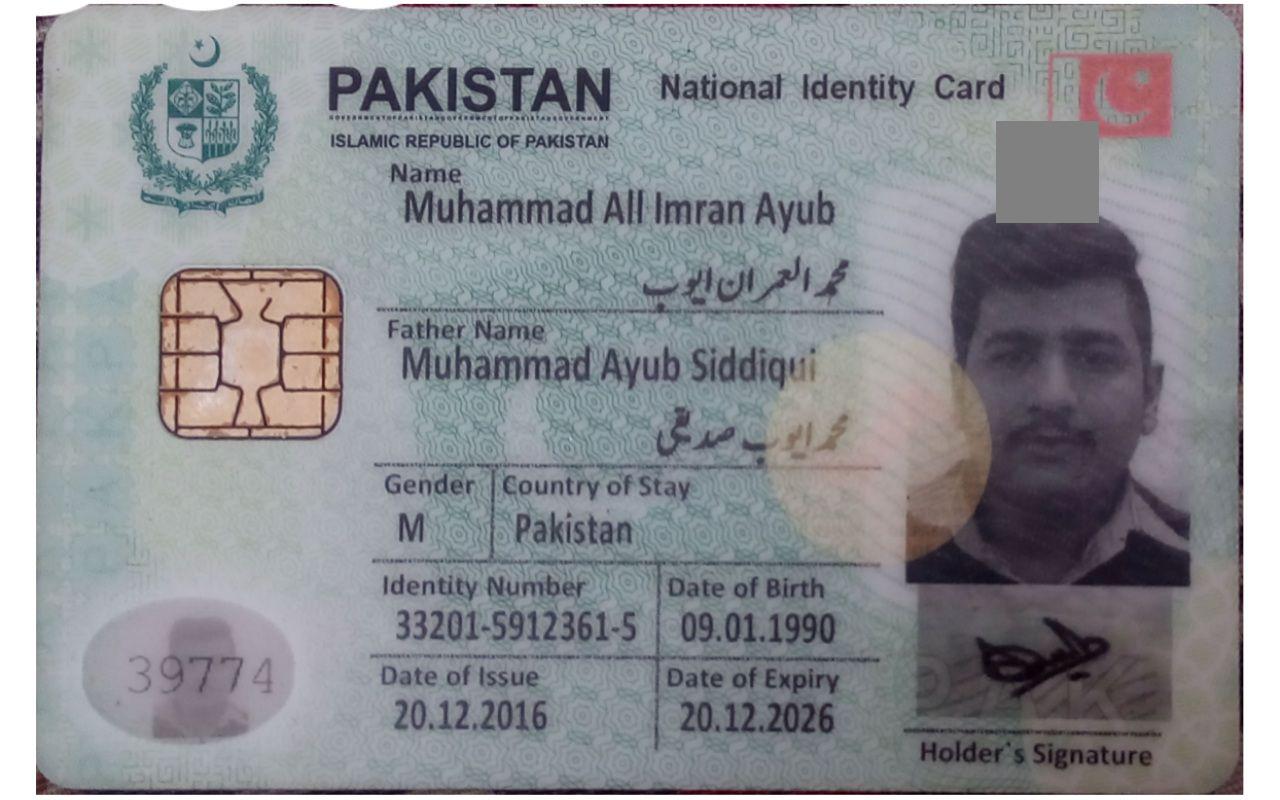 PAKISTAN National Identity Card
ISLAMIC REPUBLIC OF PAKISTAN
Name
Muhammad All Imran Ayub
محمد العمران ایوب
Father Name
Muhammad Ayub Siddiqui
محمد ایوب صدیقی
Gender Country of Stay
M Pakistan
Identity Number Date of Birth
33201-5912361-5 09.01.1990
39774
Date of Issue Date of Expiry
20.12.2016 20.12.2026
Holder`s Signature